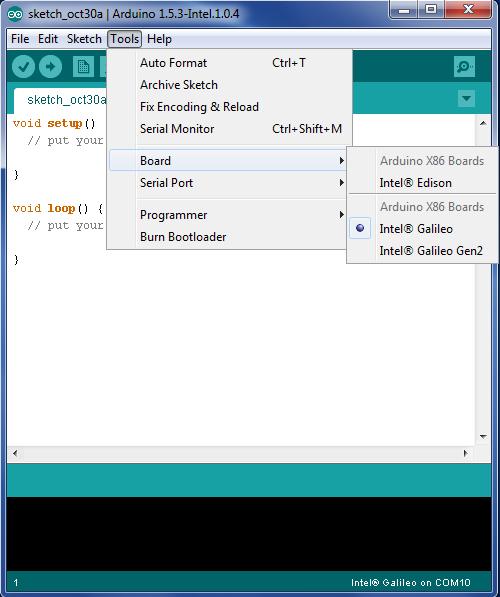 sketch_oct30a | Arduino 1.5.3-Intel.1.0.4
File Edit Sketch Tools Help
sketch_oct30a
void setup()
// put your
}
void loop() {
// put your
}
Auto Format Ctrl+T
Archive Sketch
Fix Encoding & Reload
Serial Monitor Ctrl+Shift+M
Board
Serial Port
Programmer
Burn Bootloader
Arduino X86 Boards
Intel® Edison
Arduino X86 Boards
Intel® Galileo
Intel® Galileo Gen2
1 Intel® Galileo on COM10